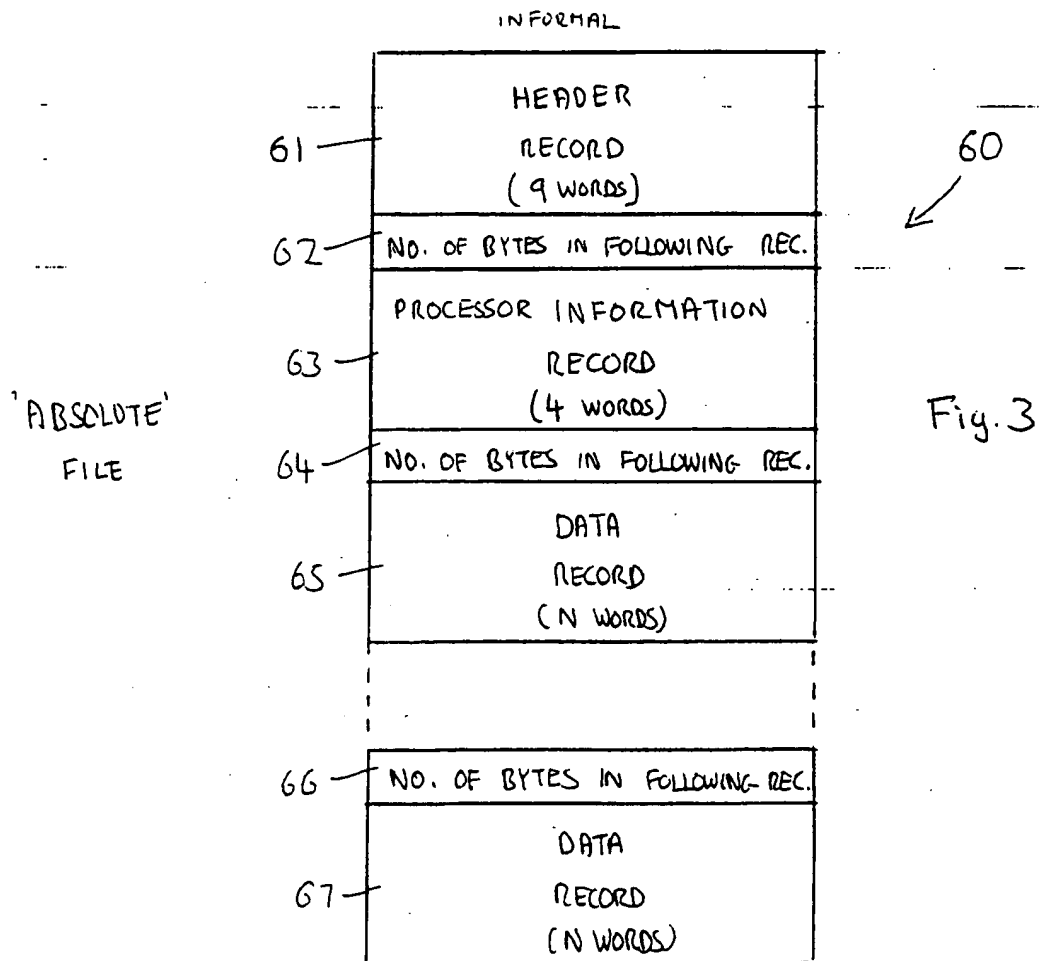 INFORMAL
HEADER
RECORD
(9 WORDS)
61
60
62
NO. OF BYTES IN FOLLOWING REC.
PROCESSOR INFORMATION
RECORD
(4 WORDS)
63
'ABSOLUTE'
FILE
Fig. 3
64
NO. OF BYTES IN FOLLOWING REC.
DATA
RECORD
(N WORDS)
65
66
NO. OF BYTES IN FOLLOWING REC.
DATA
RECORD
(N WORDS)
67